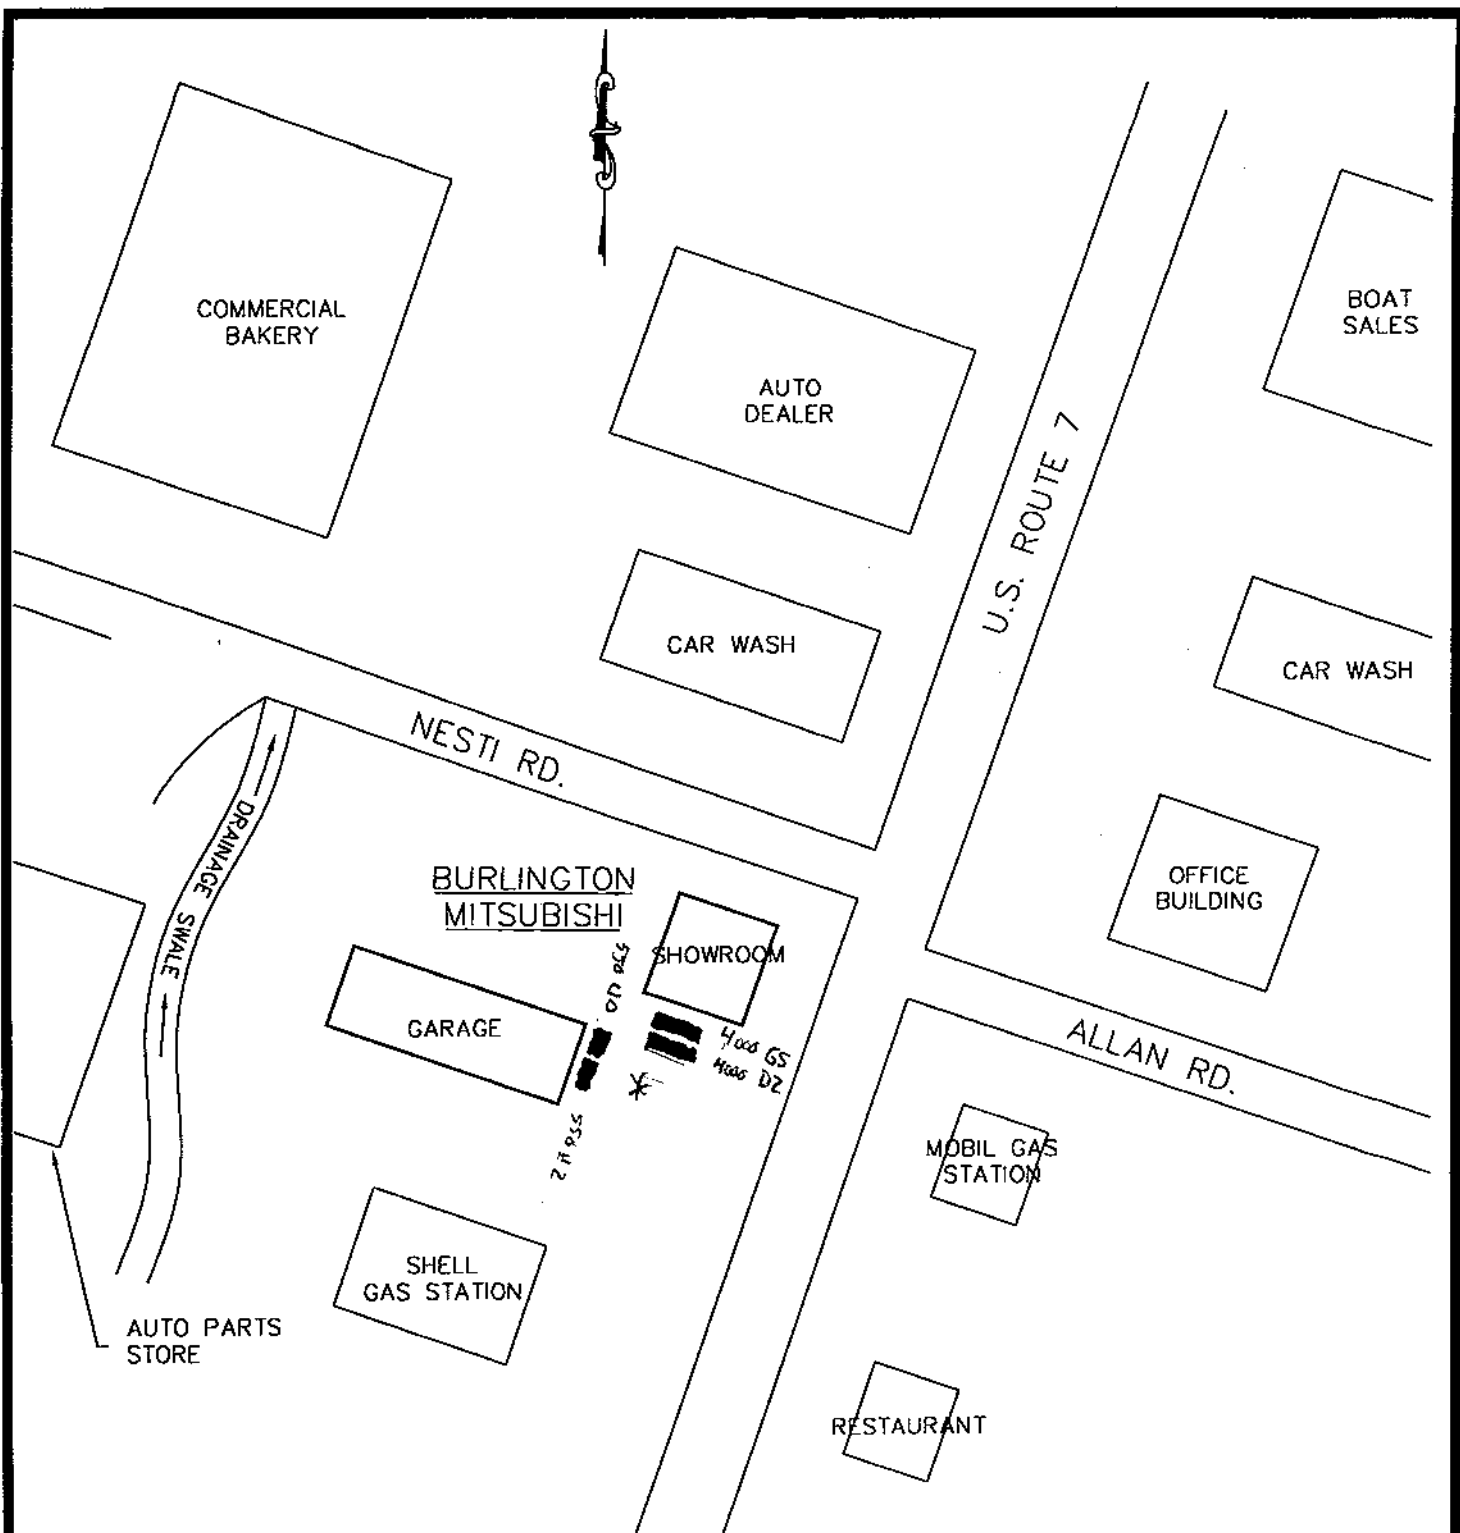 COMMERCIAL
BAKERY
AUTO
DEALER
BOAT
SALES
U.S. ROUTE 7
CAR WASH
CAR WASH
NESTI RD.
DRAINAGE SWALE
BURLINGTON
MITSUBISHI
SHOWROOM
OFFICE
BUILDING
GARAGE
4000 GS
4000 DZ
ALLAN RD.
MOBIL GAS
STATION
SHELL
GAS STATION
AUTO PARTS
STORE
RESTAURANT